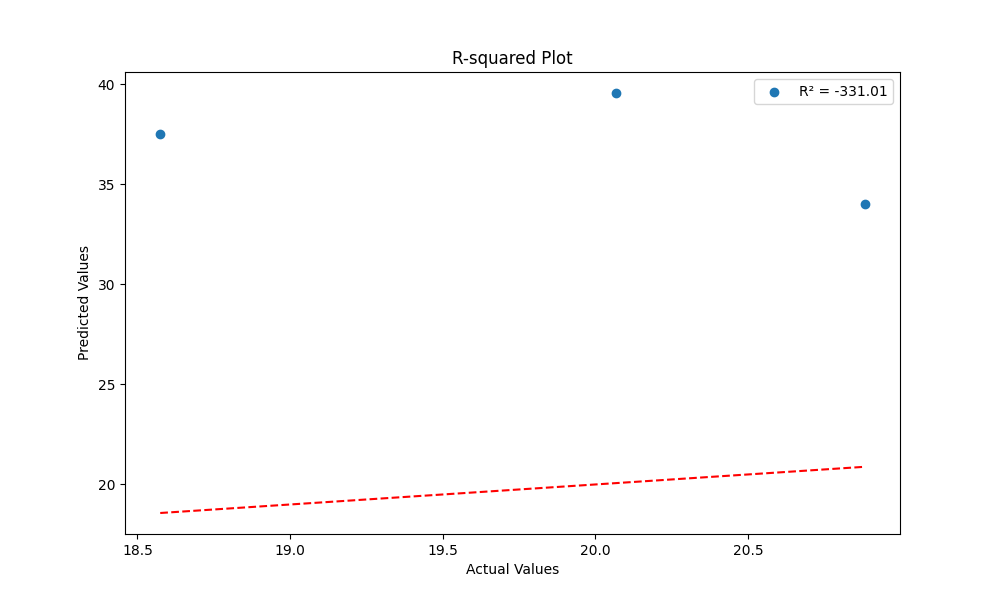 R-squared Plot
R² = -331.01
40
35
30
25
20
Predicted Values
18.5
19.0
19.5
20.0
20.5
Actual Values